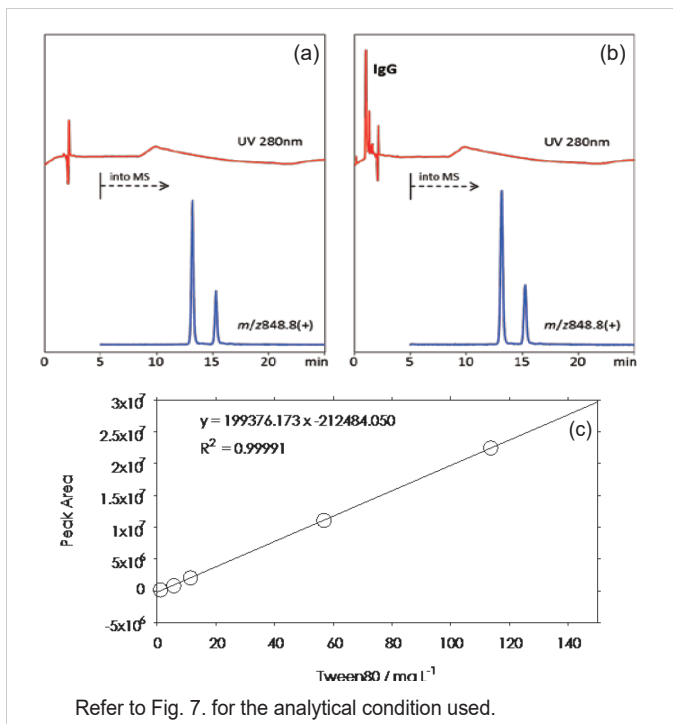 (a)
UV 280nm
into MS
m/z848.8(+)
0 5 10 15 20 min
(b)
IgG
UV 280nm
into MS
m/z848.8(+)
0 5 10 15 20 min
(c)
y = 199376.173 x -212484.050
R² = 0.99991
3x10⁷
2.5x10⁷
2x10⁷
1.5x10⁷
1x10⁷
5x10⁶
0
-5x10⁶
Peak Area
0 20 40 60 80 100 120 140
Tween80 / mg L⁻¹
Refer to Fig. 7. for the analytical condition used.